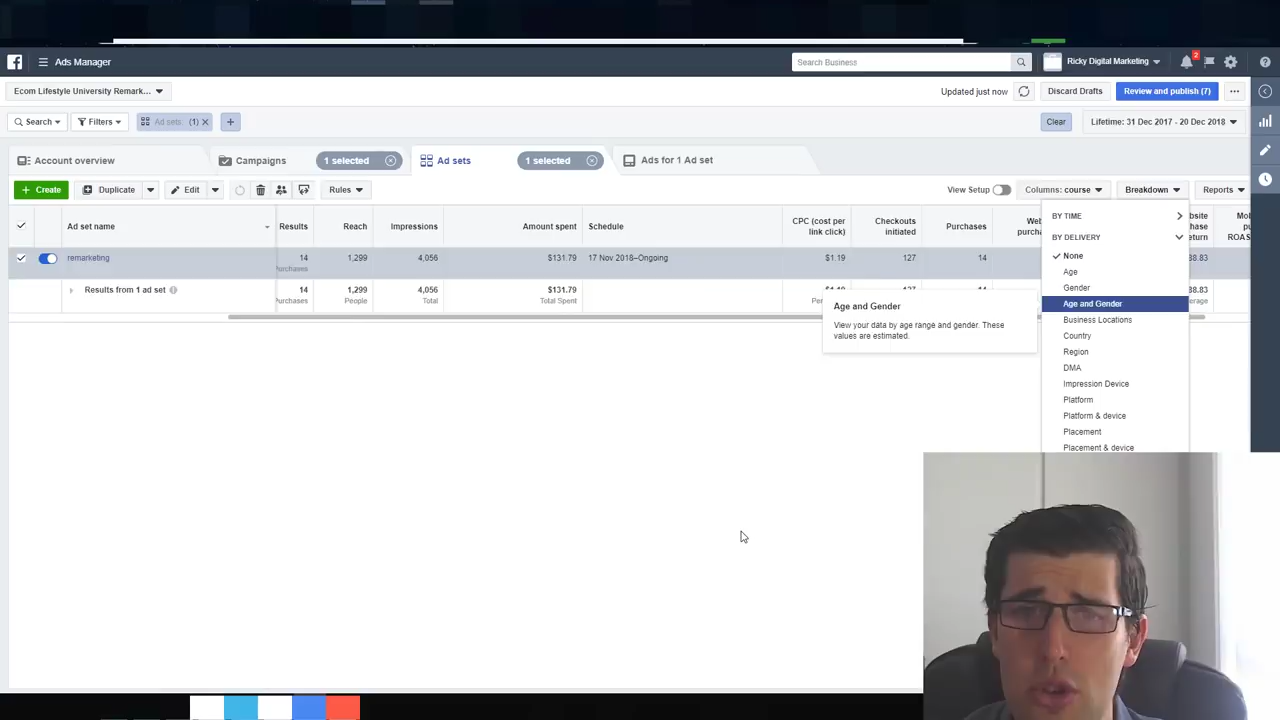 Ads Manager
Search Business
Ricky Digital Marketing
2
Ecom Lifestyle University Remark...
Updated just now
Discard Drafts
Review and publish (7)
Search
Filters
Ad sets: (1)
Clear
Lifetime: 31 Dec 2017 - 20 Dec 2018
Account overview
Campaigns
1 selected
Ad sets
1 selected
Ads for 1 Ad set
Create
Duplicate
Edit
Rules
View Setup
Columns: course
Breakdown
Reports
Ad set name
Results
Reach
Impressions
Amount spent
Schedule
CPC (cost per
link click)
Checkouts
initiated
Purchases
remarketing
14
1,299
4,056
$131.79
17 Nov 2018–Ongoing
$1.19
127
14
Results from 1 ad set
14
1,299
People
4,056
Total
$131.79
Total Spent
BY TIME
BY DELIVERY
None
Age
Gender
Age and Gender
Business Locations
Country
Region
DMA
Impression Device
Platform
Platform & device
Placement
Placement & device
Age and Gender
View your data by age range and gender. These
values are estimated.